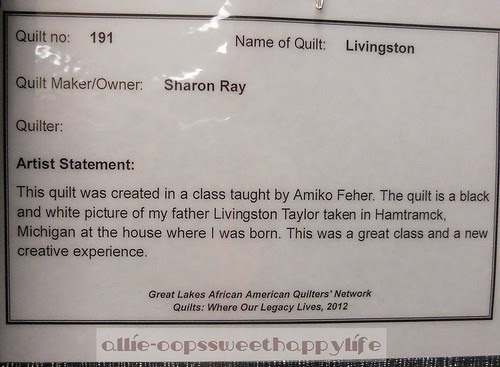 Quilt no: 191 Name of Quilt: Livingston
Quilt Maker/Owner: Sharon Ray
Quilter:
Artist Statement:
This quilt was created in a class taught by Amiko Feher. The quilt is a black
and white picture of my father Livingston Taylor taken in Hamtramck,
Michigan at the house where I was born. This was a great class and a new
creative experience.
Great Lakes African American Quilters' Network
Quilts: Where Our Legacy Lives, 2012
allie-oopssweethappylife